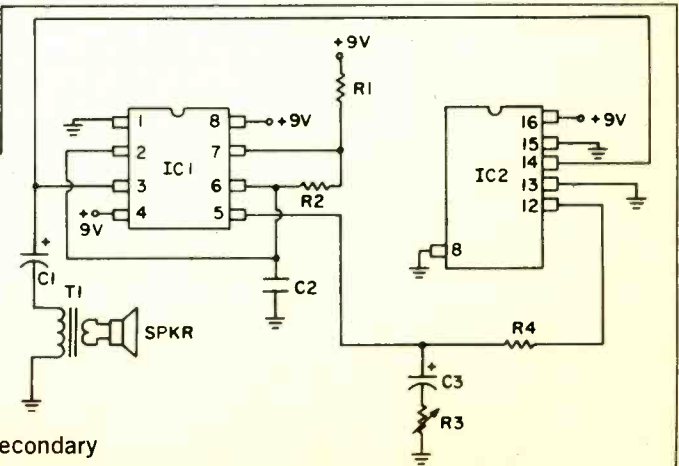 +9V
R1
1
8
+9V
2
7
IC1
3
6
R2
+
9V
4
5
+
C1
C2
T1
SPKR
16
+9V
15
14
IC2
13
12
8
R4
+
C3
R3
econdary